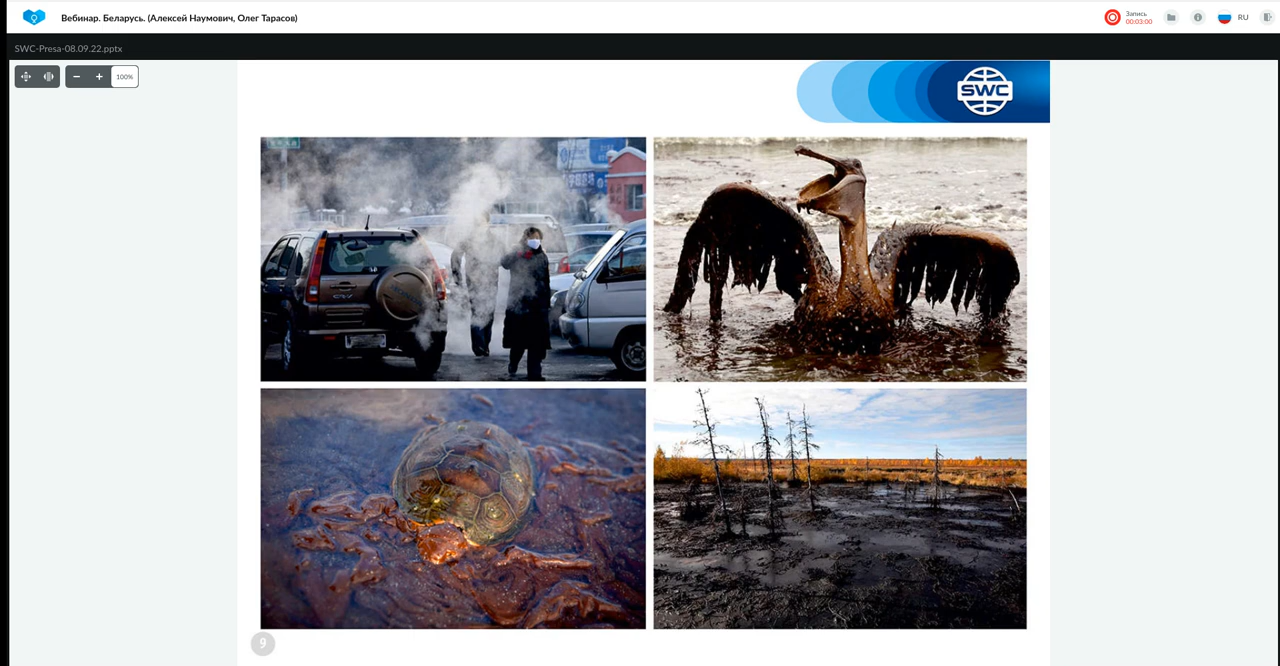 Вебинар. Беларусь. (Алексей Наумович, Олег Тарасов)
Запись
00:03:00
RU
SWC-Presa-08.09.22.pptx
100%
SWC
CR-V
9